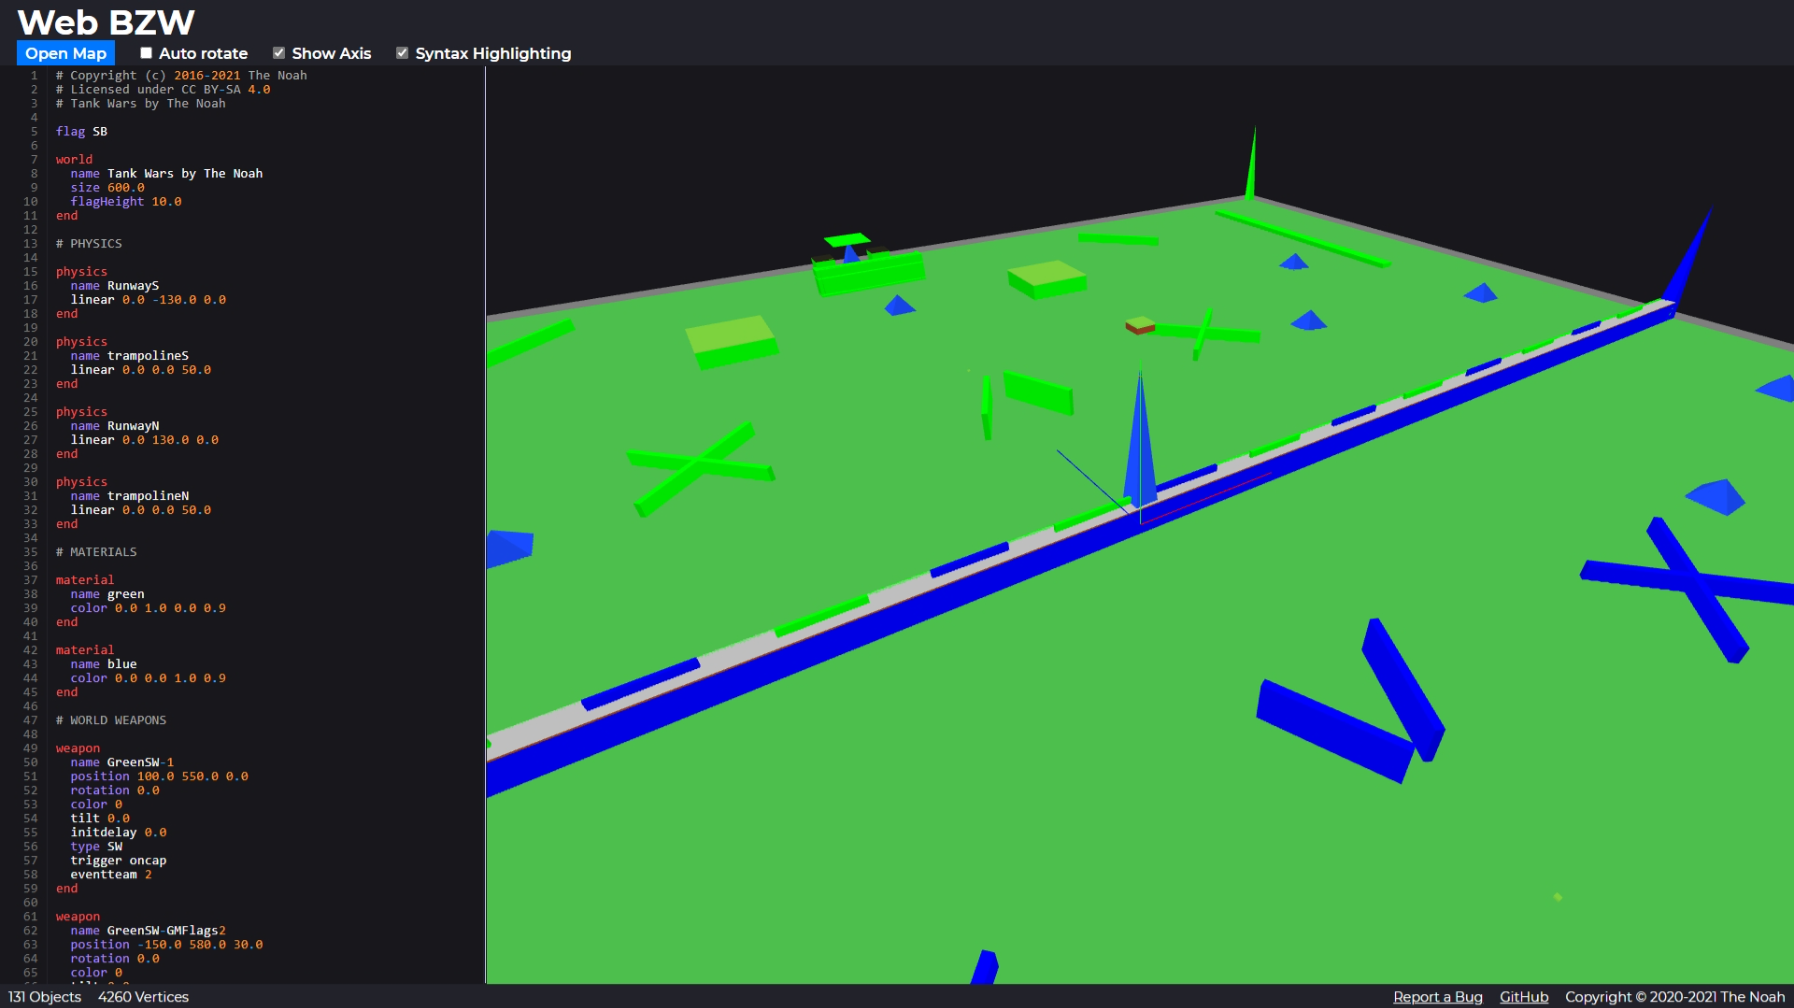 Web BZW
Open Map Auto rotate Show Axis Syntax Highlighting
1 # Copyright (c) 2016-2021 The Noah
2 # Licensed under CC BY-SA 4.0
3 # Tank Wars by The Noah
4
5 flag SB
6
7 world
8 name Tank Wars by The Noah
9 size 600.0
10 flagHeight 10.0
11 end
12
13 # PHYSICS
14
15 physics
16 name RunwayS
17 linear 0.0 -130.0 0.0
18 end
19
20 physics
21 name trampolineS
22 linear 0.0 0.0 50.0
23 end
24
25 physics
26 name RunwayN
27 linear 0.0 130.0 0.0
28 end
29
30 physics
31 name trampolineN
32 linear 0.0 0.0 50.0
33 end
34
35 # MATERIALS
36
37 material
38 name green
39 color 0.0 1.0 0.0 0.9
40 end
41
42 material
43 name blue
44 color 0.0 0.0 1.0 0.9
45 end
46
47 # WORLD WEAPONS
48
49 weapon
50 name GreenSW-1
51 position 100.0 550.0 0.0
52 rotation 0.0
53 color 0
54 tilt 0.0
55 initdelay 0.0
56 type SW
57 trigger oncap
58 eventteam 2
59 end
60
61 weapon
62 name GreenSW-GMFlags2
63 position -150.0 580.0 30.0
64 rotation 0.0
65 color 0
131 Objects 4260 Vertices Report a Bug GitHub Copyright © 2020-2021 The Noah